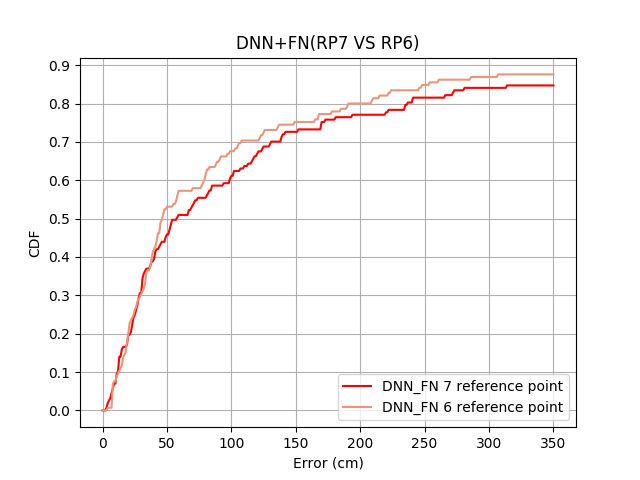 DNN+FN(RP7 VS RP6)
0.9
0.8
0.7
0.6
0.5
0.4
0.3
0.2
0.1
0.0
CDF
DNN_FN 7 reference point
DNN_FN 6 reference point
0 50 100 150 200 250 300 350
Error (cm)